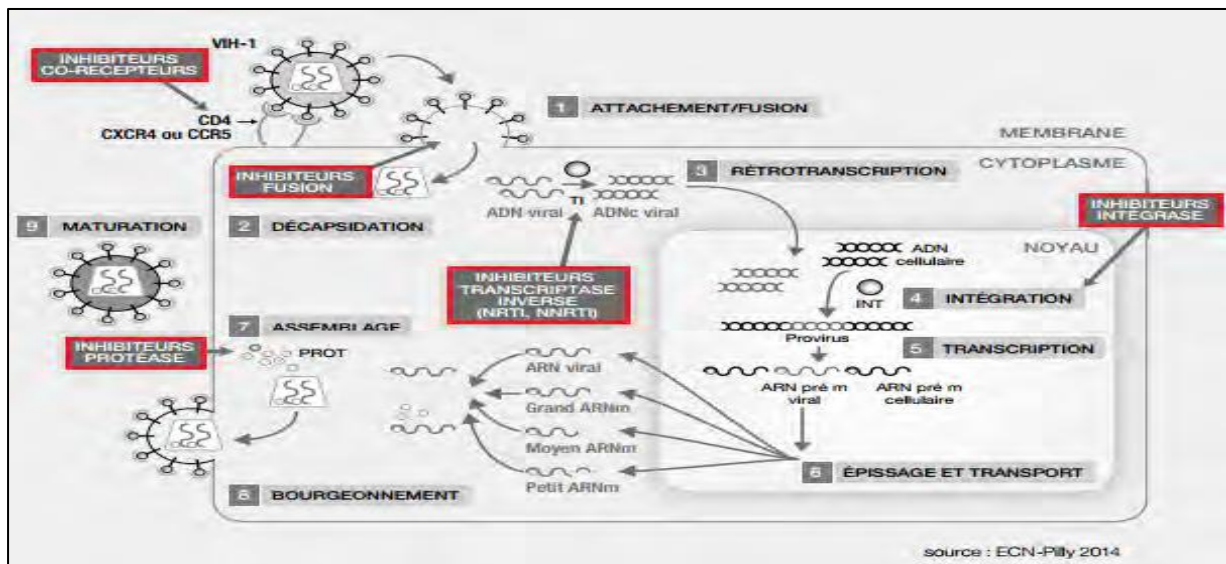 VIH-1
INHIBITEURS
CO-RECEPTEURS
CD4
CXCR4 ou CCR5
1 ATTACHEMENT/FUSION
MEMBRANE
CYTOPLASME
INHIBITEURS
FUSION
2 DÉCAPSIDATION
TI
ADN viral
ADNc viral
3 RÉTROTRANSCRIPTION
INHIBITEURS
INTÉGRASE
9 MATURATION
INHIBITEURS
TRANSCRIPTASE
INVERSE
(NRTI, NNRTI)
NOYAU
ADN
cellulaire
INT
4 INTÉGRATION
Provirus
5 TRANSCRIPTION
ARN pré m
viral
ARN pré m
cellulaire
7 ASSEMBLAGE
INHIBITEURS
PROTÉASE
PROT
ARN viral
Grand ARNm
Moyen ARNm
Petit ARNm
6 ÉPISSAGE ET TRANSPORT
8 BOURGEONNEMENT
source : ECN-Pilly 2014